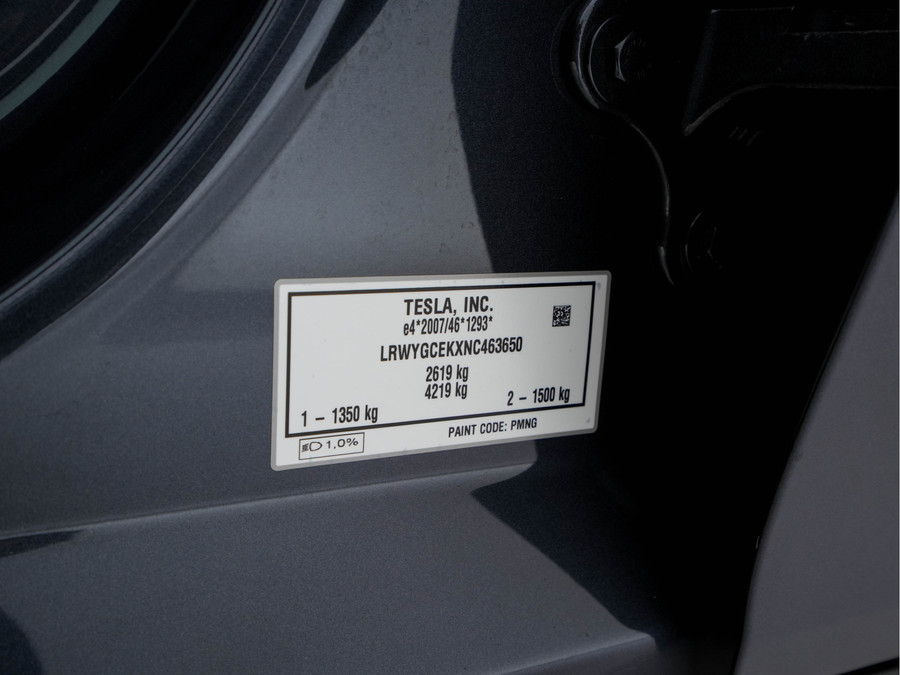 TESLA, INC.
e4*2007/46*1293*
LRWYGCEKXNC463650
2619 kg
4219 kg
1 – 1350 kg
2 – 1500 kg
1,0%
PAINT CODE: PMNG